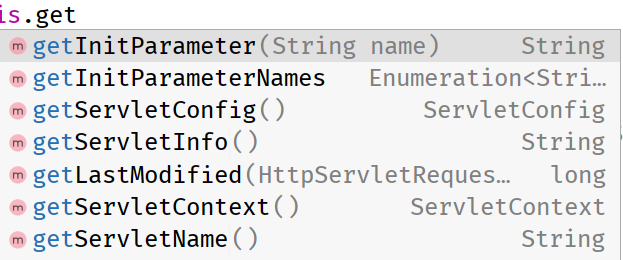 is.get
m getInitParameter(String name) String
m getInitParameterNames Enumeration<Stri…
m getServletConfig() ServletConfig
m getServletInfo() String
m getLastModified(HttpServletReques… long
m getServletContext() ServletContext
m getServletName() String